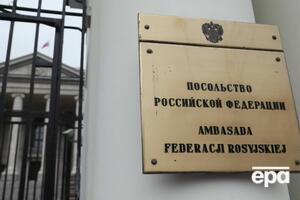 ПОСОЛЬСТВО
РОССИЙСКОЙ ФЕДЕРАЦИИ
AMBASADA
FEDERACJI ROSYJSKIEJ
epa